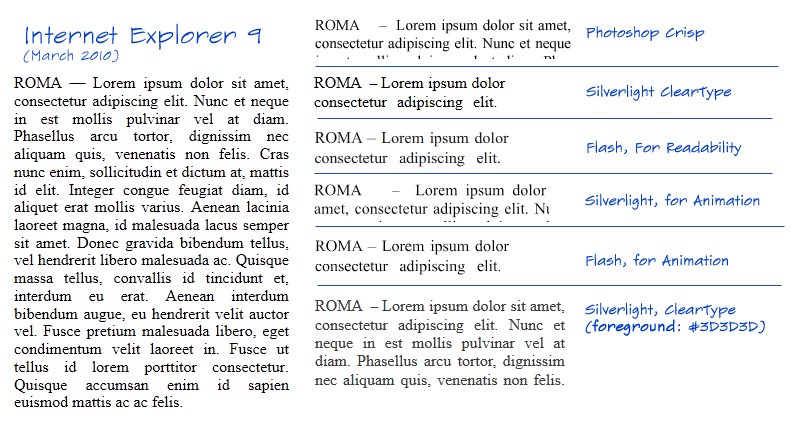 Internet Explorer 9
(March 2010)
ROMA — Lorem ipsum dolor sit amet,
consectetur adipiscing elit. Nunc et neque
in est mollis pulvinar vel at diam.
Phasellus arcu tortor, dignissim nec
aliquam quis, venenatis non felis. Cras
nunc enim, sollicitudin et dictum at, mattis
id elit. Integer congue feugiat diam, id
aliquet erat mollis varius. Aenean lacinia
laoreet magna, id malesuada lacus semper
sit amet. Donec gravida bibendum tellus,
vel hendrerit libero malesuada ac. Quisque
massa tellus, convallis id tincidunt et,
interdum eu erat. Aenean interdum
bibendum augue, eu hendrerit velit auctor
vel. Fusce pretium malesuada libero, eget
condimentum velit laoreet in. Fusce ut
tellus id lorem porttitor consectetur.
Quisque accumsan enim id sapien
euismod mattis ac ac felis.
ROMA – Lorem ipsum dolor sit amet,
consectetur adipiscing elit. Nunc et neque
Photoshop Crisp
ROMA – Lorem ipsum dolor
consectetur adipiscing elit.
Silverlight ClearType
ROMA – Lorem ipsum dolor
consectetur adipiscing elit.
Flash, For Readability
ROMA – Lorem ipsum dolor
amet, consectetur adipiscing elit.
Silverlight, for Animation
ROMA – Lorem ipsum dolor
consectetur adipiscing elit.
Flash, for Animation
ROMA – Lorem ipsum dolor sit amet,
consectetur adipiscing elit. Nunc et
neque in est mollis pulvinar vel at
diam. Phasellus arcu tortor, dignissim
nec aliquam quis, venenatis non felis.
Silverlight, ClearType
(foreground: #3D3D3D)